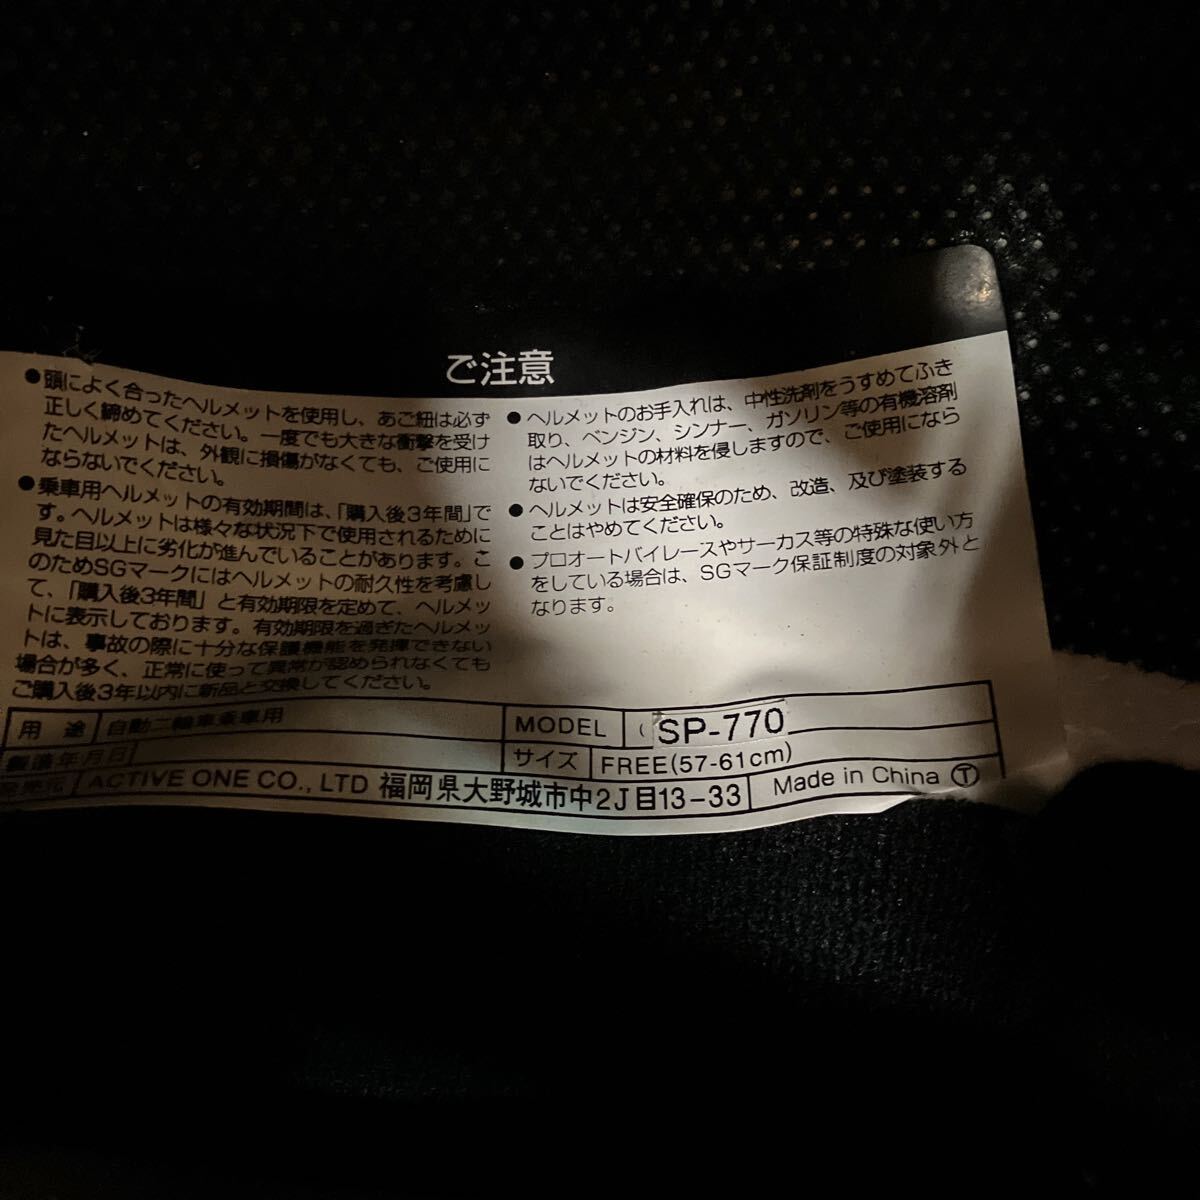 ご注意
●頭によく合ったヘルメットを使用し、あご紐は必ず
正しく締めてください。一度でも大きな衝撃を受け
たヘルメットは、外観に損傷がなくても、ご使用に
ならないでください。
●乗車用ヘルメットの有効期間は、「購入後3年間」で
す。ヘルメットは様々な状況下で使用されるために
見た目以上に劣化が進んでいることがあります。こ
のためSGマークにはヘルメットの耐久性を考慮し
て、「購入後3年間」と有効期限を定めて、ヘルメッ
トに表示しております。有効期限を過ぎたヘルメッ
トは、事故の際に十分な保護機能を発揮できない
場合が多く、正常に使って異常が認められなくても
ご購入後3年以内に新品と交換してください。
●ヘルメットのお手入れは、中性洗剤をうすめてふき
取り、ベンジン、シンナー、ガソリン等の有機溶剤
はヘルメットの材料を侵しますので、ご使用になら
ないでください。
●ヘルメットは安全確保のため、改造、及び塗装する
ことはやめてください。
●プロオートバイレースやサーカス等の特殊な使い方
をしている場合は、SGマーク保証制度の対象外と
なります。
用途 自動二輪車乗車用 MODEL SP-770
製造年月日 サイズ FREE(57-61cm)
発売元 ACTIVE ONE CO., LTD 福岡県大野城市中2丁目13-33 Made in China Ⓣ